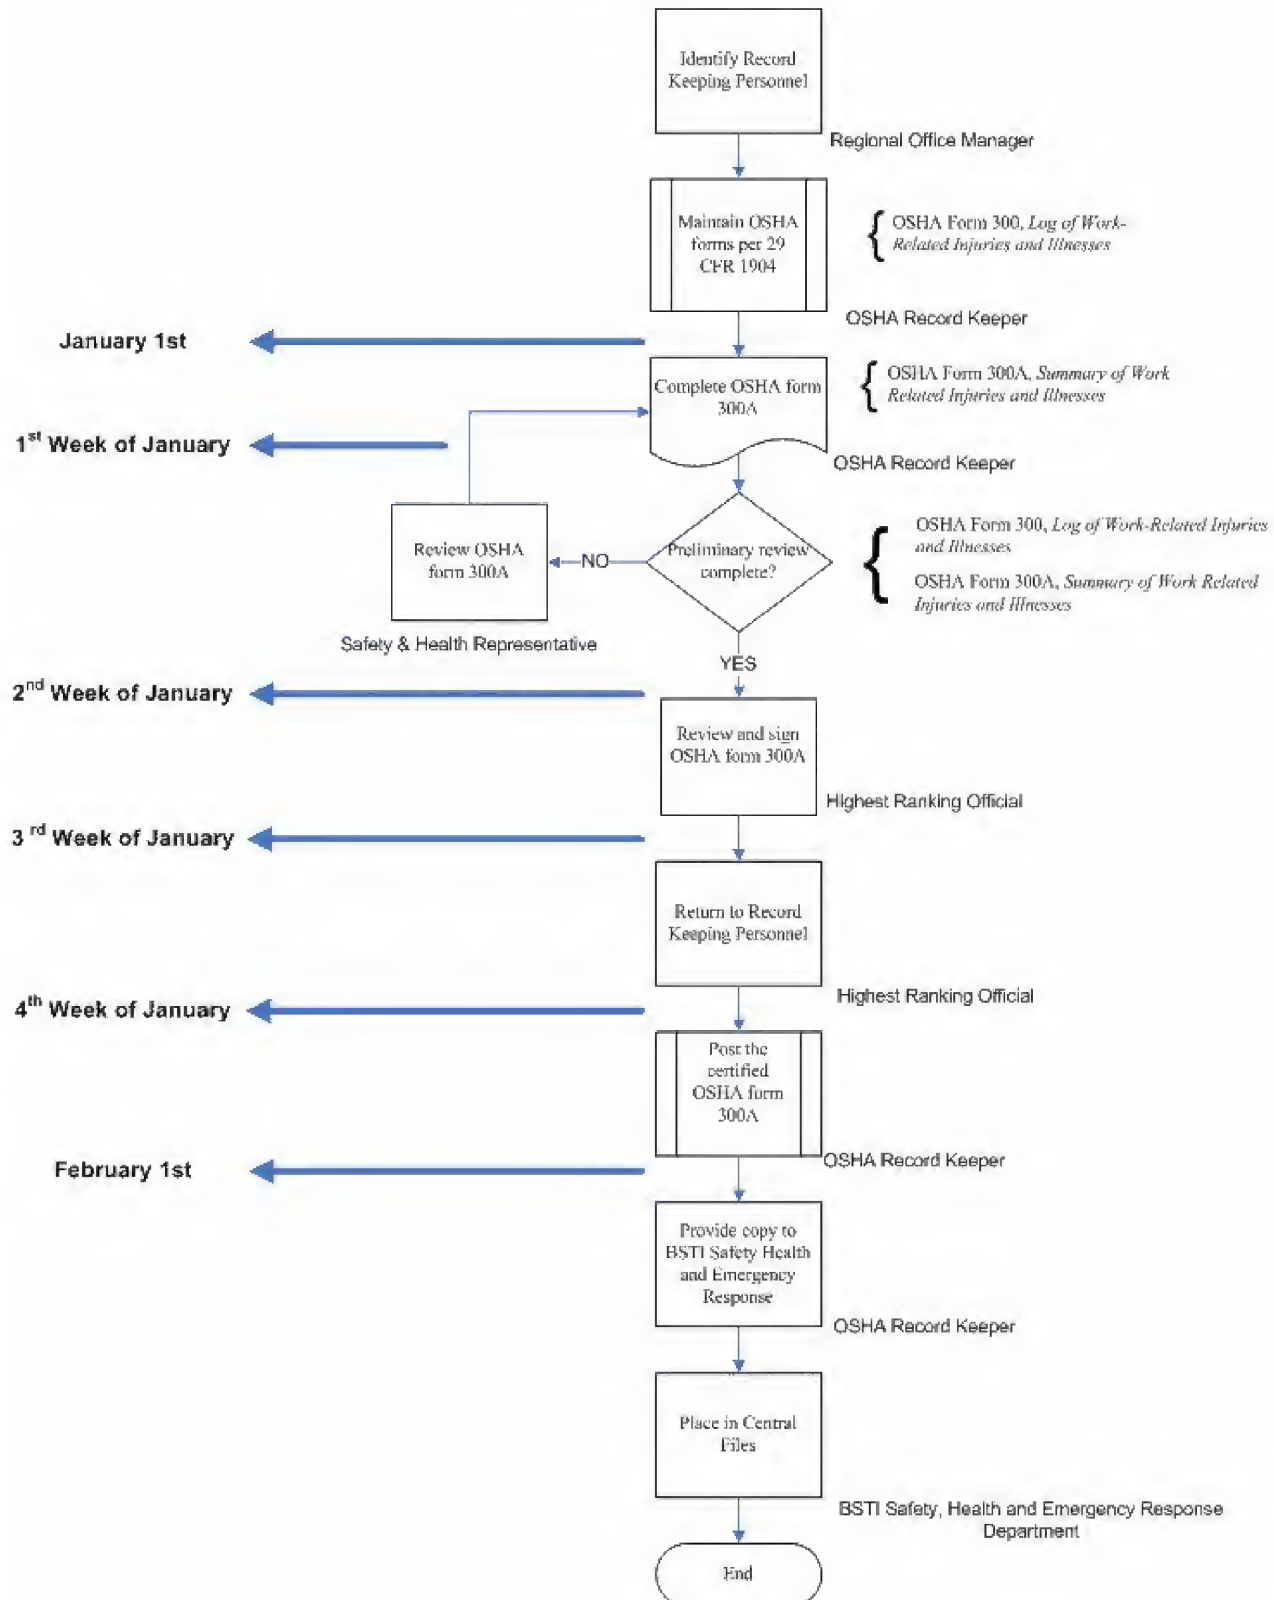 Identify Record
Keeping Personnel
Regional Office Manager
Maintain OSHA
forms per 29
CFR 1904
OSHA Form 300, Log of Work-
Related Injuries and Illnesses
OSHA Record Keeper
January 1st
Complete OSHA form
300A
OSHA Form 300A, Summary of Work
Related Injuries and Illnesses
1st Week of January
OSHA Record Keeper
Review OSHA
form 300A
NO
Preliminary review
complete?
OSHA Form 300, Log of Work-Related Injuries
and Illnesses
OSHA Form 300A, Summary of Work Related
Injuries and Illnesses
Safety & Health Representative
YES
2nd Week of January
Review and sign
OSHA form 300A
Highest Ranking Official
3 rd Week of January
Return to Record
Keeping Personnel
Highest Ranking Official
4th Week of January
Post the
certified
OSHA form
300A
OSHA Record Keeper
February 1st
Provide copy to
BSTI Safety Health
and Emergency
Response
OSHA Record Keeper
Place in Central
Files
BSTI Safety, Health and Emergency Response
Department
End